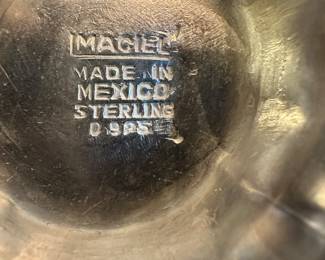 MACIEL
MADE IN
MEXICO
STERLING
0.925